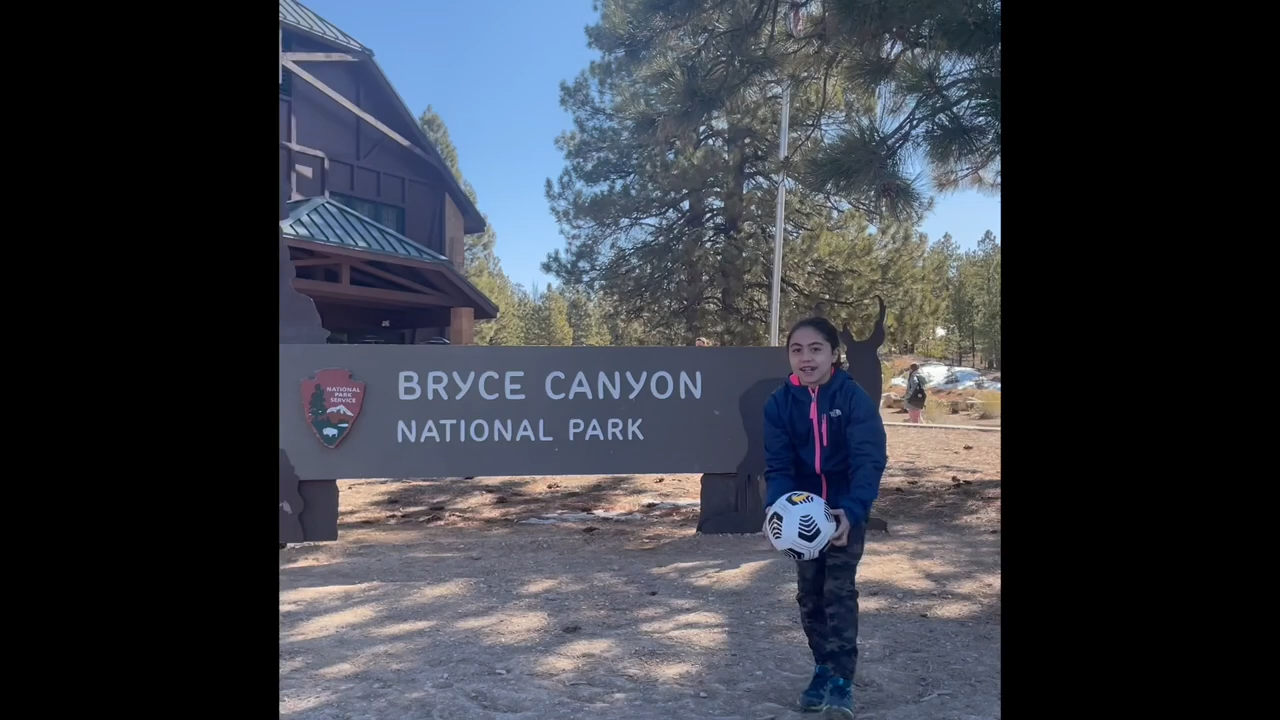 NATIONAL
PARK
SERVICE
BRYCE CANYON
NATIONAL PARK